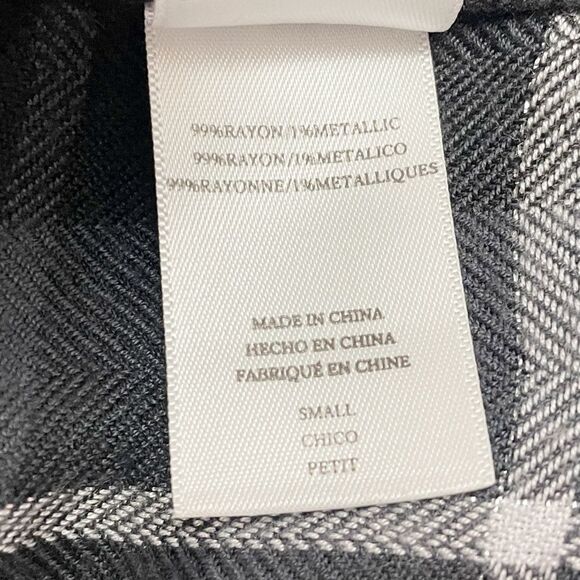 99%RAYON/1%METALLIC
99%RAYON/1%METALICO
99%RAYONNE/1%METALLIQUES
MADE IN CHINA
HECHO EN CHINA
FABRIQUÉ EN CHINE
SMALL
CHICO
PETIT